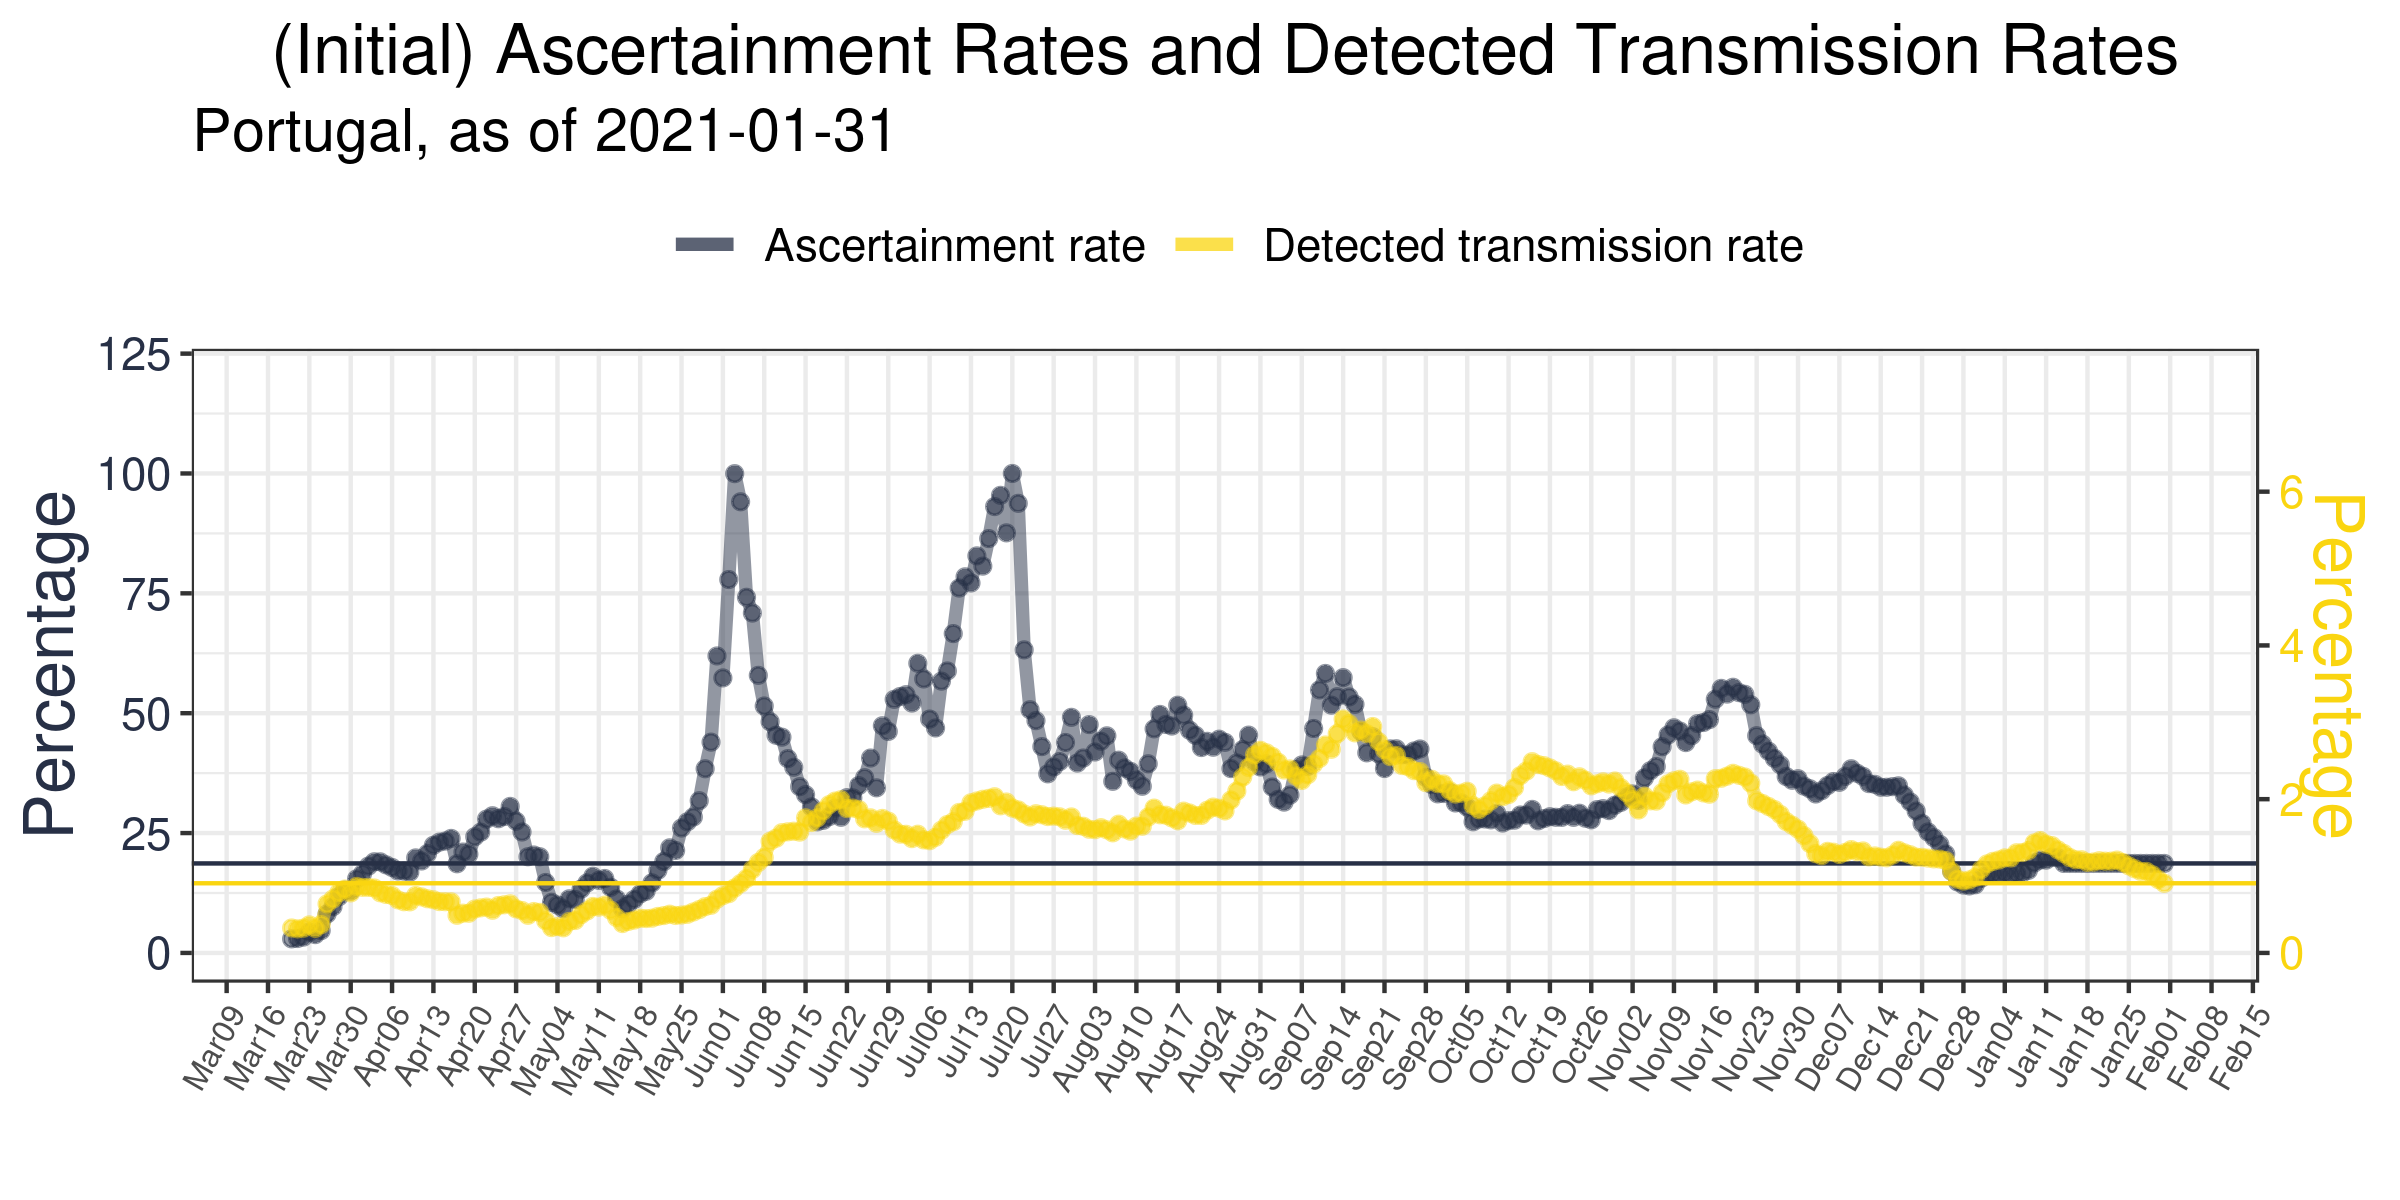 (Initial) Ascertainment Rates and Detected Transmission Rates
Portugal, as of 2021-01-31
Ascertainment rate
Detected transmission rate
Percentage
125
100
75
50
25
0
6
4
2
0
Percentage
Mar09
Mar16
Mar23
Mar30
Apr06
Apr13
Apr20
Apr27
May04
May11
May18
May25
Jun01
Jun08
Jun15
Jun22
Jun29
Jul06
Jul13
Jul20
Jul27
Aug03
Aug10
Aug17
Aug24
Aug31
Sep07
Sep14
Sep21
Sep28
Oct05
Oct12
Oct19
Oct26
Nov02
Nov09
Nov16
Nov23
Nov30
Dec07
Dec14
Dec21
Dec28
Jan04
Jan11
Jan18
Jan25
Feb01
Feb08
Feb15